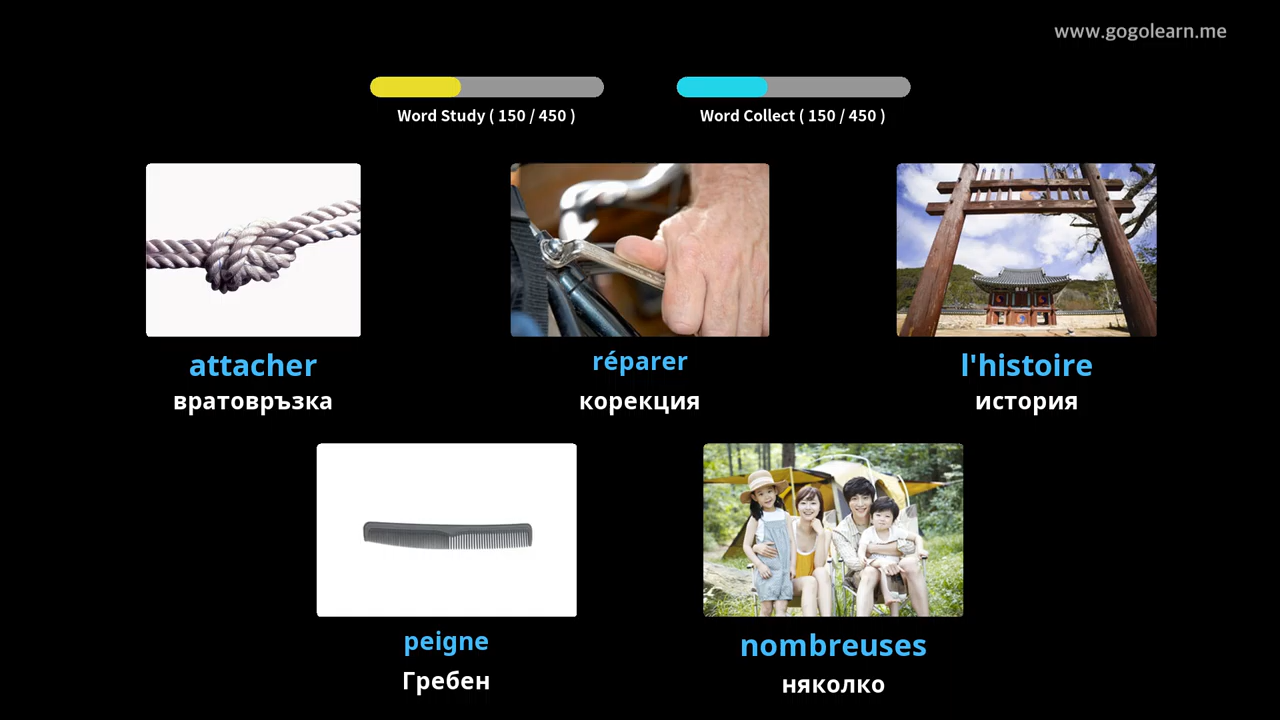 www.gogolearn.me
Word Study ( 150 / 450 )
Word Collect ( 150 / 450 )
attacher
вратовръзка
réparer
корекция
l'histoire
история
peigne
Гребен
nombreuses
няколко